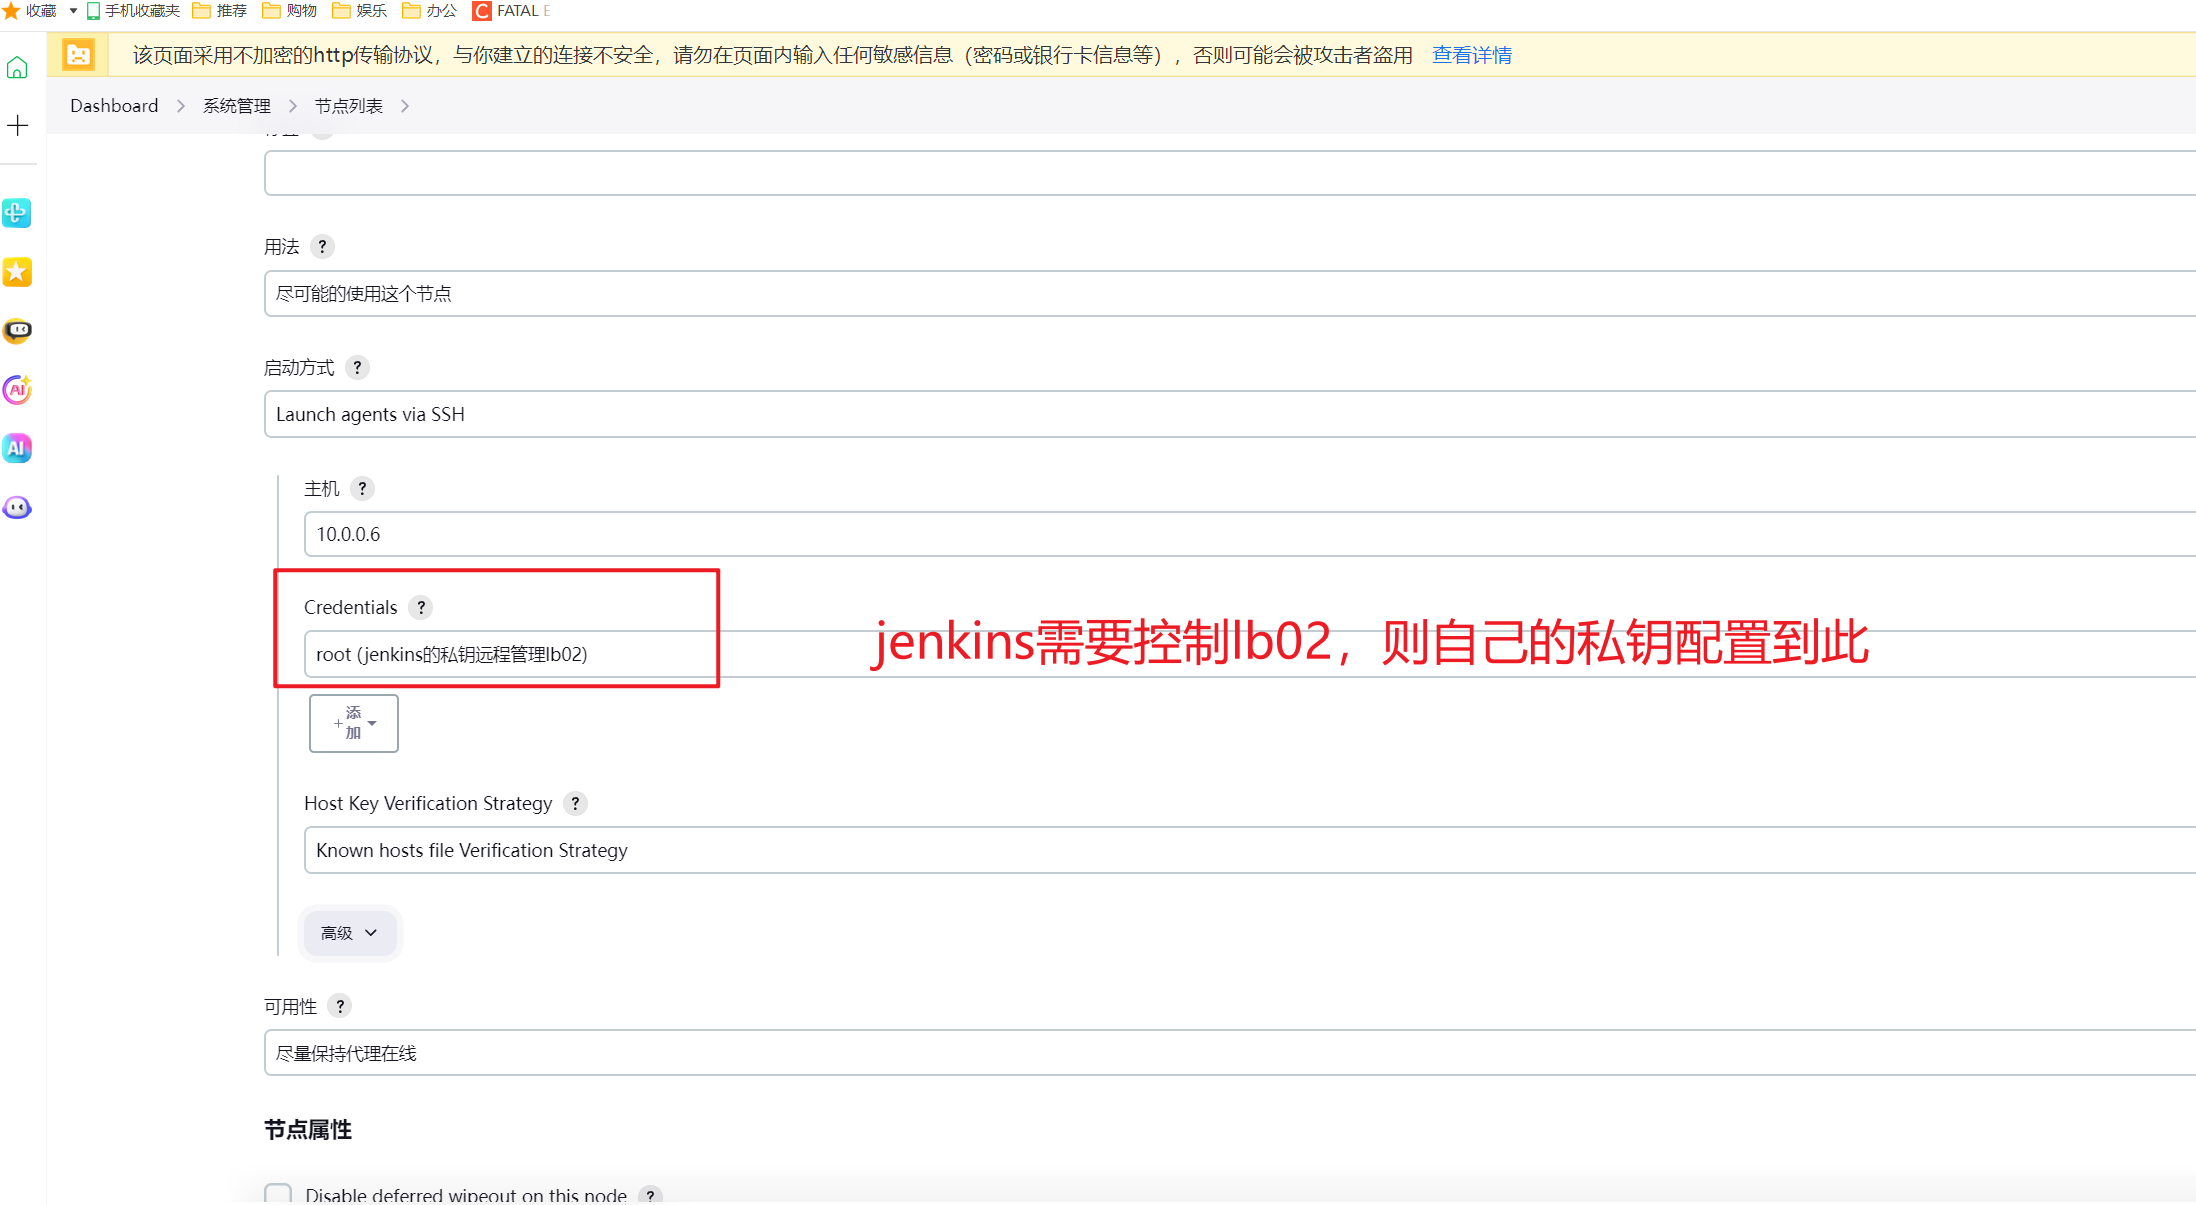 收藏 手机收藏夹 推荐 购物 娱乐 办公 FATAL E
该页面采用不加密的http传输协议，与你建立的连接不安全，请勿在页面内输入任何敏感信息（密码或银行卡信息等），否则可能会被攻击者盗用 查看详情
Dashboard 系统管理 节点列表
用法 ?
尽可能的使用这个节点
启动方式 ?
Launch agents via SSH
主机 ?
10.0.0.6
Credentials ?
root (jenkins的私钥远程管理lb02)
jenkins需要控制lb02，则自己的私钥配置到此
+添
加
Host Key Verification Strategy ?
Known hosts file Verification Strategy
高级
可用性 ?
尽量保持代理在线
节点属性
Disable deferred wipeout on this node ?